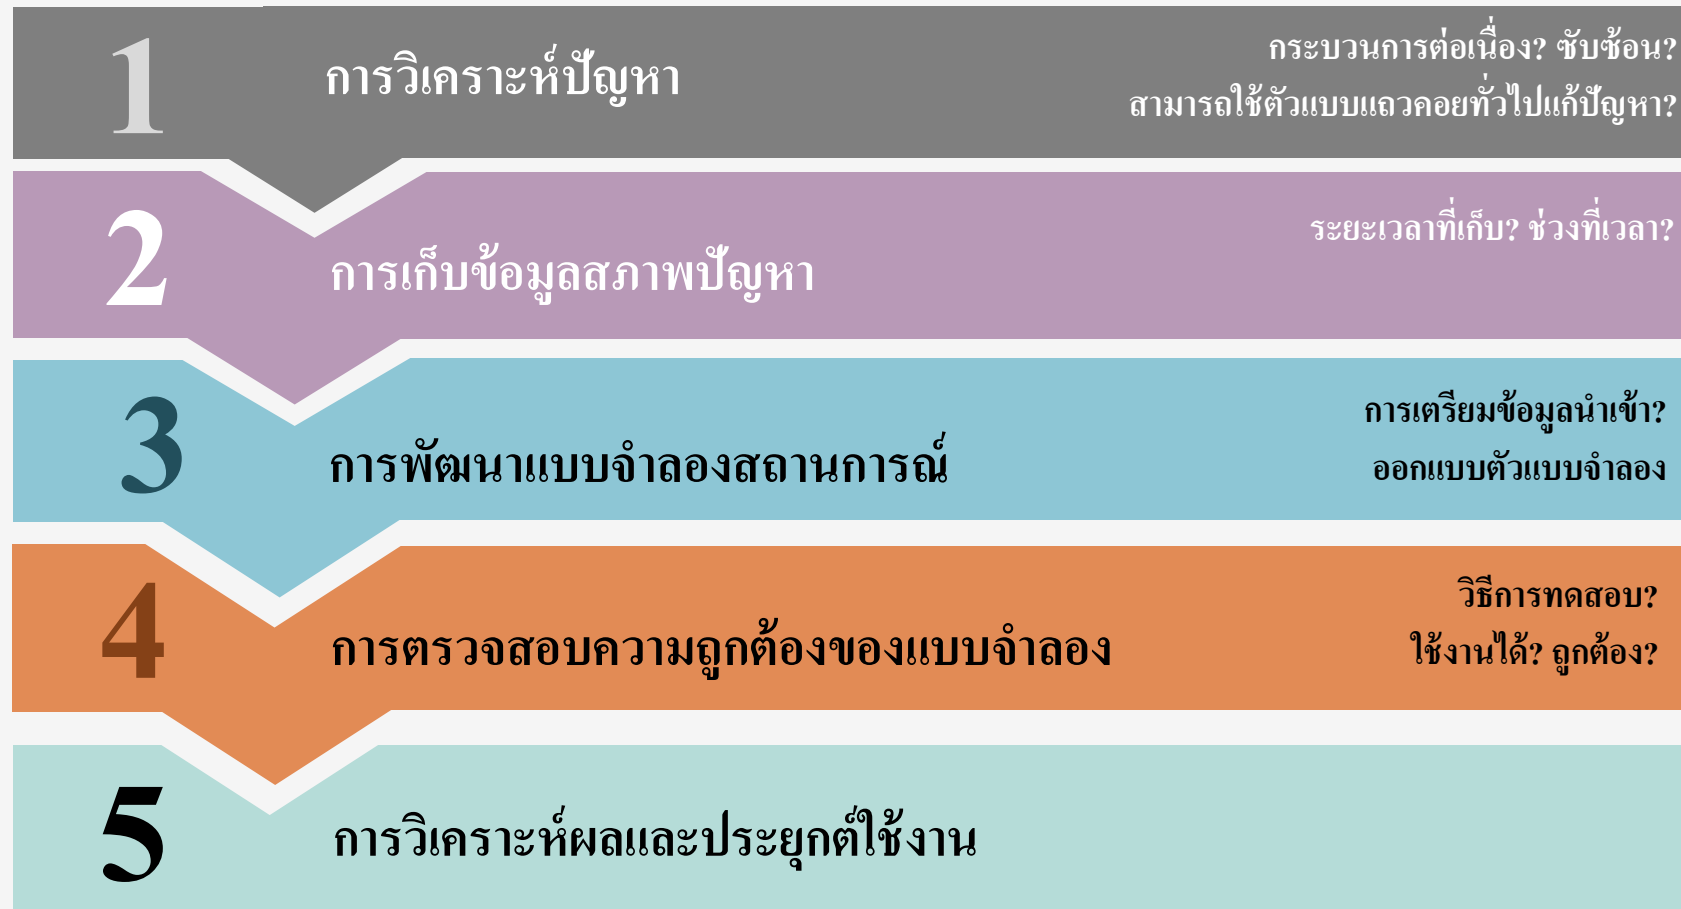 1
การวิเคราะห์ปัญหา
กระบวนการต่อเนื่อง? ซับซ้อน?
สามารถใช้ตัวแบบแถวคอยทั่วไปแก้ปัญหา?
2
การเก็บข้อมูลสภาพปัญหา
ระยะเวลาที่เก็บ? ช่วงที่เวลา?
3
การพัฒนาแบบจำลองสถานการณ์
การเตรียมข้อมูลนำเข้า?
ออกแบบตัวแบบจำลอง
4
การตรวจสอบความถูกต้องของแบบจำลอง
วิธีการทดสอบ?
ใช้งานได้? ถูกต้อง?
5
การวิเคราะห์ผลและประยุกต์ใช้งาน